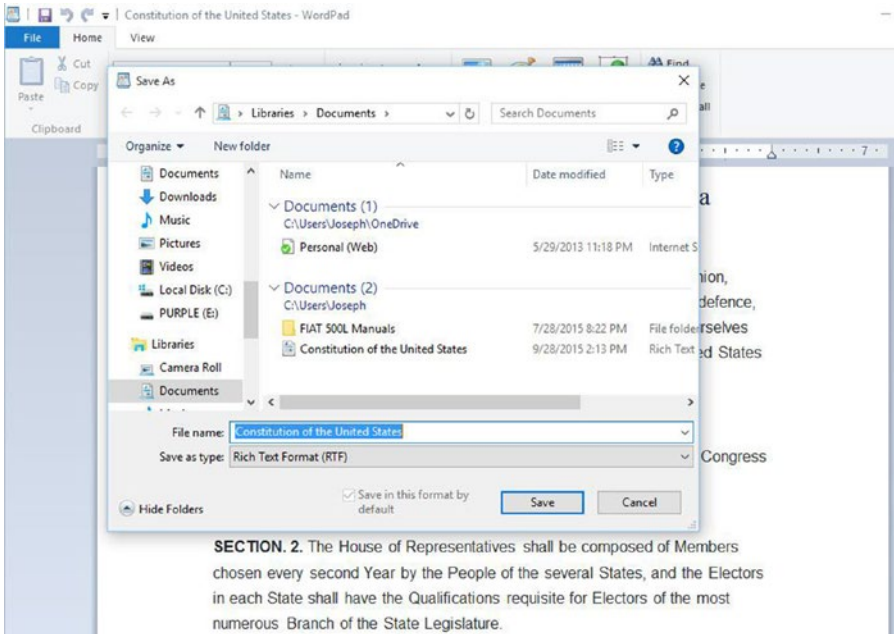 Constitution of the United States - WordPad
File Home View
Cut
Copy
Paste
Find
all
Clipboard
Save As
Libraries › Documents ›
Search Documents
Organize
New folder
7
Documents
Downloads
Music
Pictures
Videos
Local Disk (C:)
PURPLE (E:)
Libraries
Camera Roll
Documents
Name Date modified Type
Documents (1)
C:\Users\Joseph\OneDrive
Personal (Web) 5/29/2013 11:18 PM Internet S
Documents (2)
C:\Users\Joseph
FIAT 500L Manuals 7/28/2015 8:22 PM File folder
Constitution of the United States 9/28/2015 2:13 PM Rich Text
a
nion,
defence,
rselves
ed States
File name: Constitution of the United States
Save as type: Rich Text Format (RTF)
Congress
Hide Folders
Save in this format by
default
Save
Cancel
SECTION. 2. The House of Representatives shall be composed of Members
chosen every second Year by the People of the several States, and the Electors
in each State shall have the Qualifications requisite for Electors of the most
numerous Branch of the State Legislature.